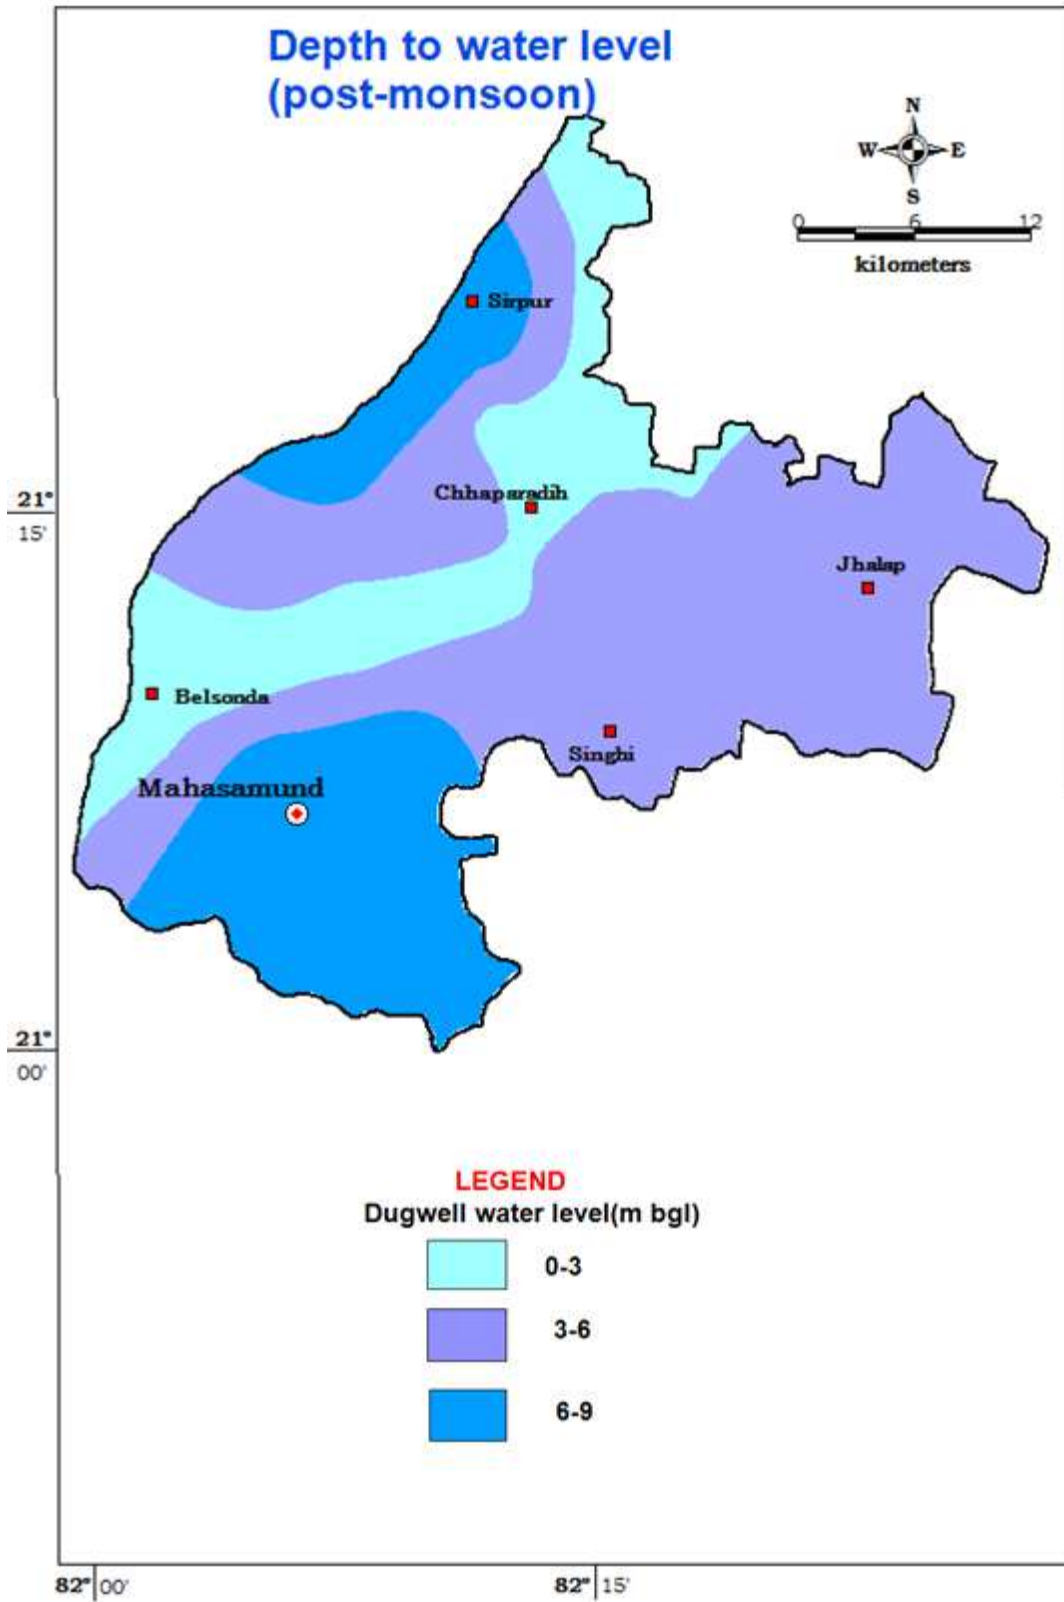 Depth to water level
(post-monsoon)
N
W E
S
0 6 12
kilometers
Sirpur
Chhaparadih
21°
15'
Jhalap
Belsonda
Singhi
Mahasamund
21°
00'
LEGEND
Dugwell water level(m bgl)
0-3
3-6
6-9
82° 00' 82° 15'